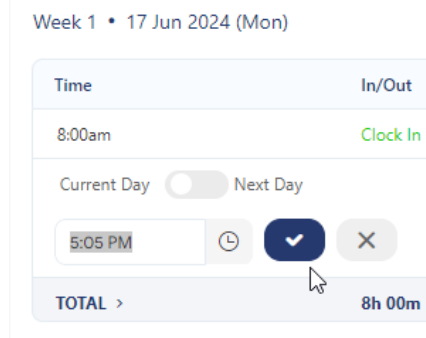 Week 1 • 17 Jun 2024 (Mon)
Time In/Out
8:00am Clock In
Current Day Next Day
5:05 PM
TOTAL > 8h 00m